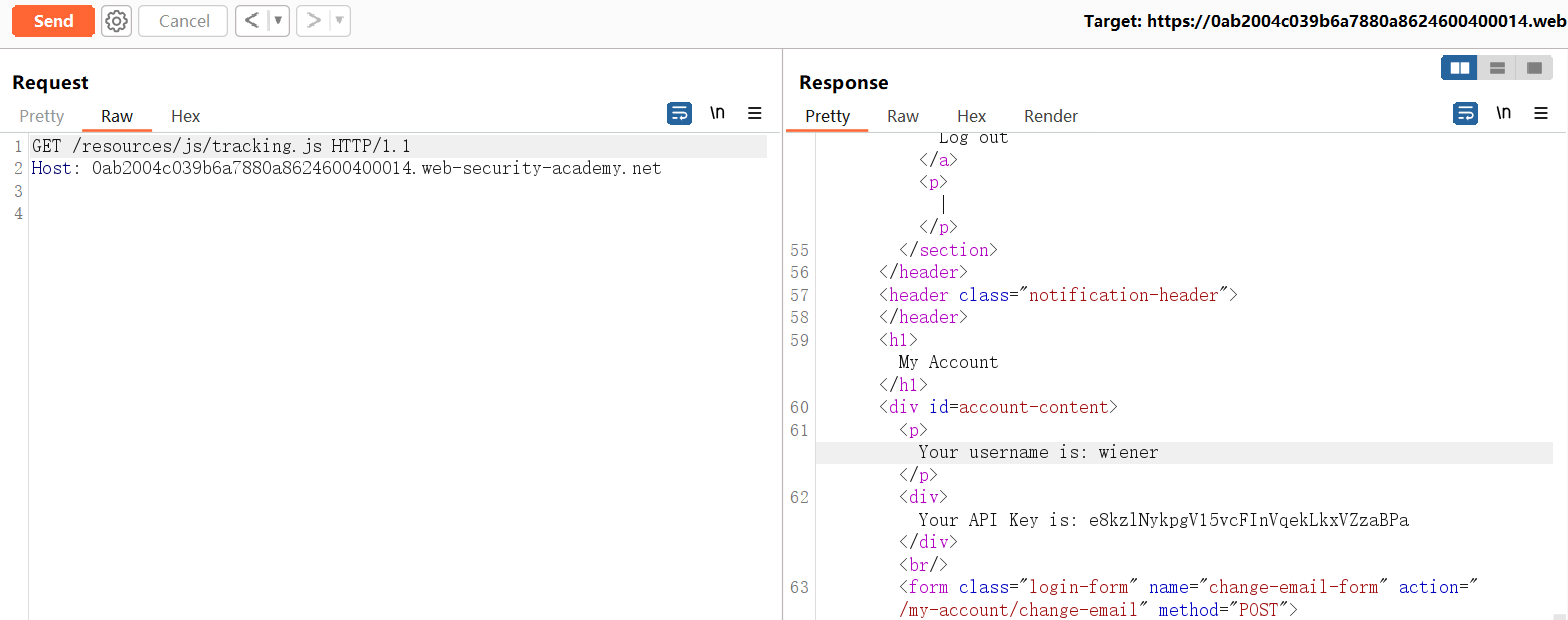 Send
Cancel
Target: https://0ab2004c039b6a7880a8624600400014.web
Request
Pretty Raw Hex
\n
1 GET /resources/js/tracking.js HTTP/1.1
2 Host: 0ab2004c039b6a7880a8624600400014.web-security-academy.net
3
4
Response
Pretty Raw Hex Render
\n
Log out
</a>
<p>
|
</p>
55 </section>
56 </header>
57 <header class="notification-header">
58 </header>
59 <h1>
My Account
</h1>
60 <div id=account-content>
61 <p>
Your username is: wiener
</p>
62 <div>
Your API Key is: e8kzlNykpgV15vcFInVqekLkxVZzaBPa
</div>
<br/>
63 <form class="login-form" name="change-email-form" action="
/my-account/change-email" method="POST">